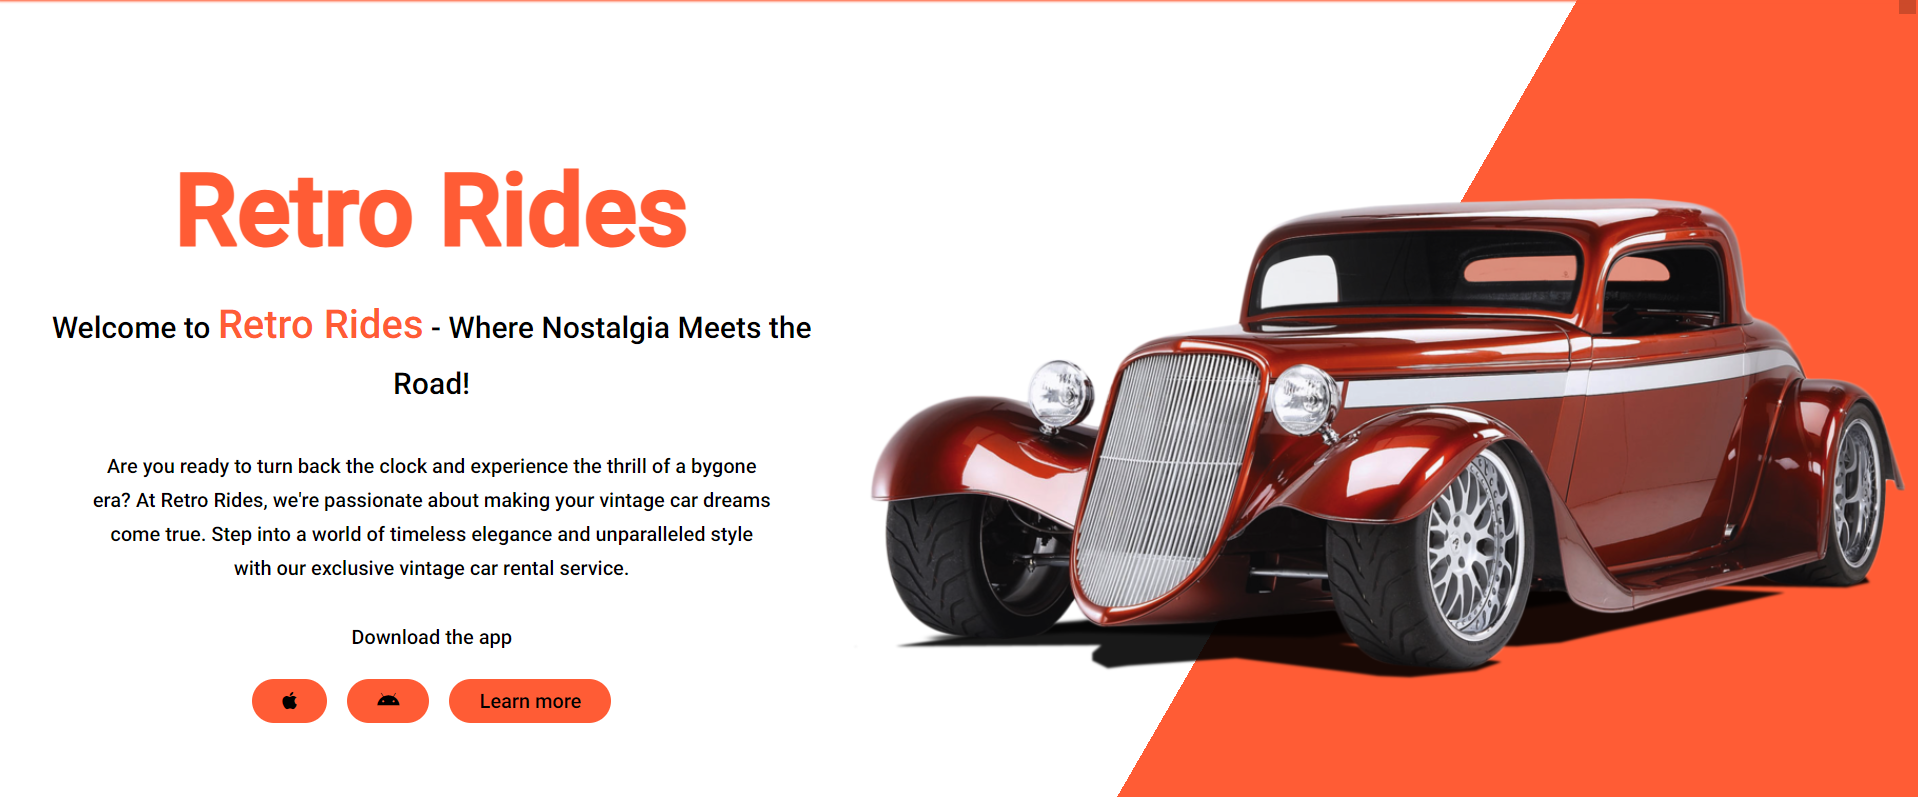 Retro Rides
Welcome to Retro Rides - Where Nostalgia Meets the
Road!
Are you ready to turn back the clock and experience the thrill of a bygone
era? At Retro Rides, we're passionate about making your vintage car dreams
come true. Step into a world of timeless elegance and unparalleled style
with our exclusive vintage car rental service.
Download the app
Learn more